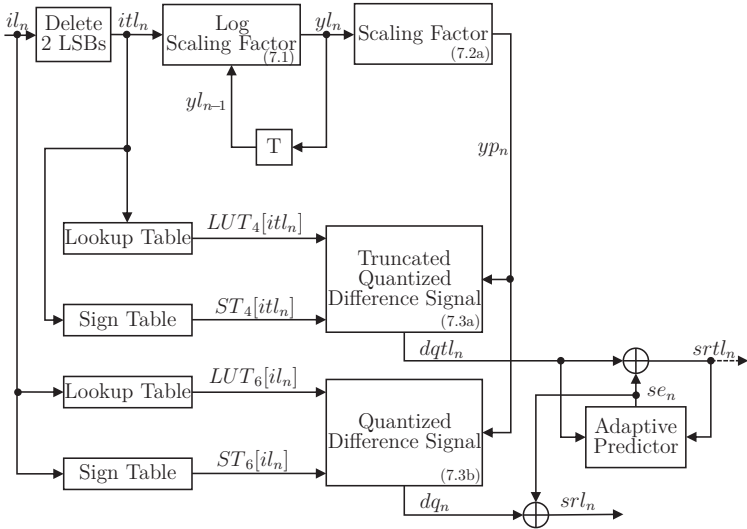 il_n
Delete
2 LSBs
itl_n
Log
Scaling Factor
(7.1)
yl_n
Scaling Factor
(7.2a)
yl_{n-1}
T
yp_n
Lookup Table
LUT_4[itl_n]
Truncated
Quantized
Difference Signal
(7.3a)
Sign Table
ST_4[itl_n]
dqtl_n
srtl_n
Lookup Table
LUT_6[il_n]
se_n
Quantized
Difference Signal
(7.3b)
Adaptive
Predictor
Sign Table
ST_6[il_n]
dq_n
srl_n